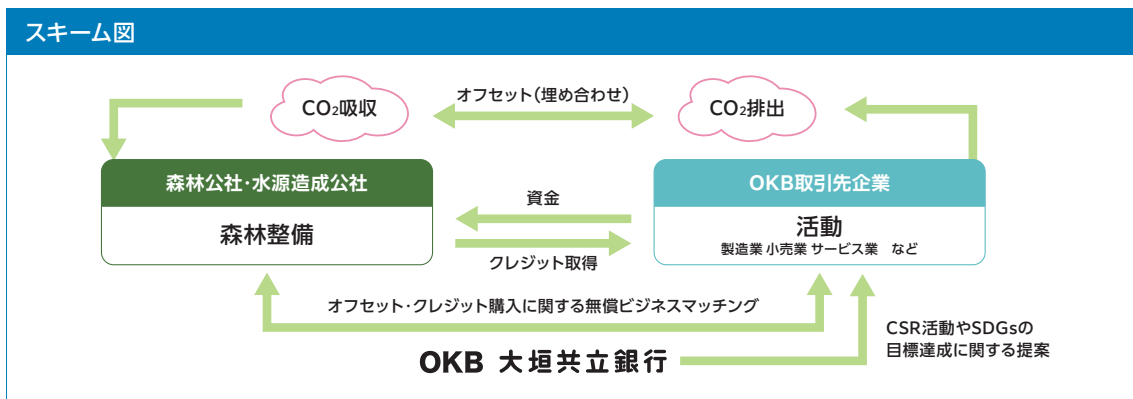 スキーム図
CO₂吸収
オフセット(埋め合わせ)
CO₂排出
森林公社・水源造成公社
森林整備
資金
クレジット取得
OKB取引先企業
活動
製造業 小売業 サービス業 など
オフセット・クレジット購入に関する無償ビジネスマッチング
OKB 大垣共立銀行
CSR活動やSDGsの
目標達成に関する提案